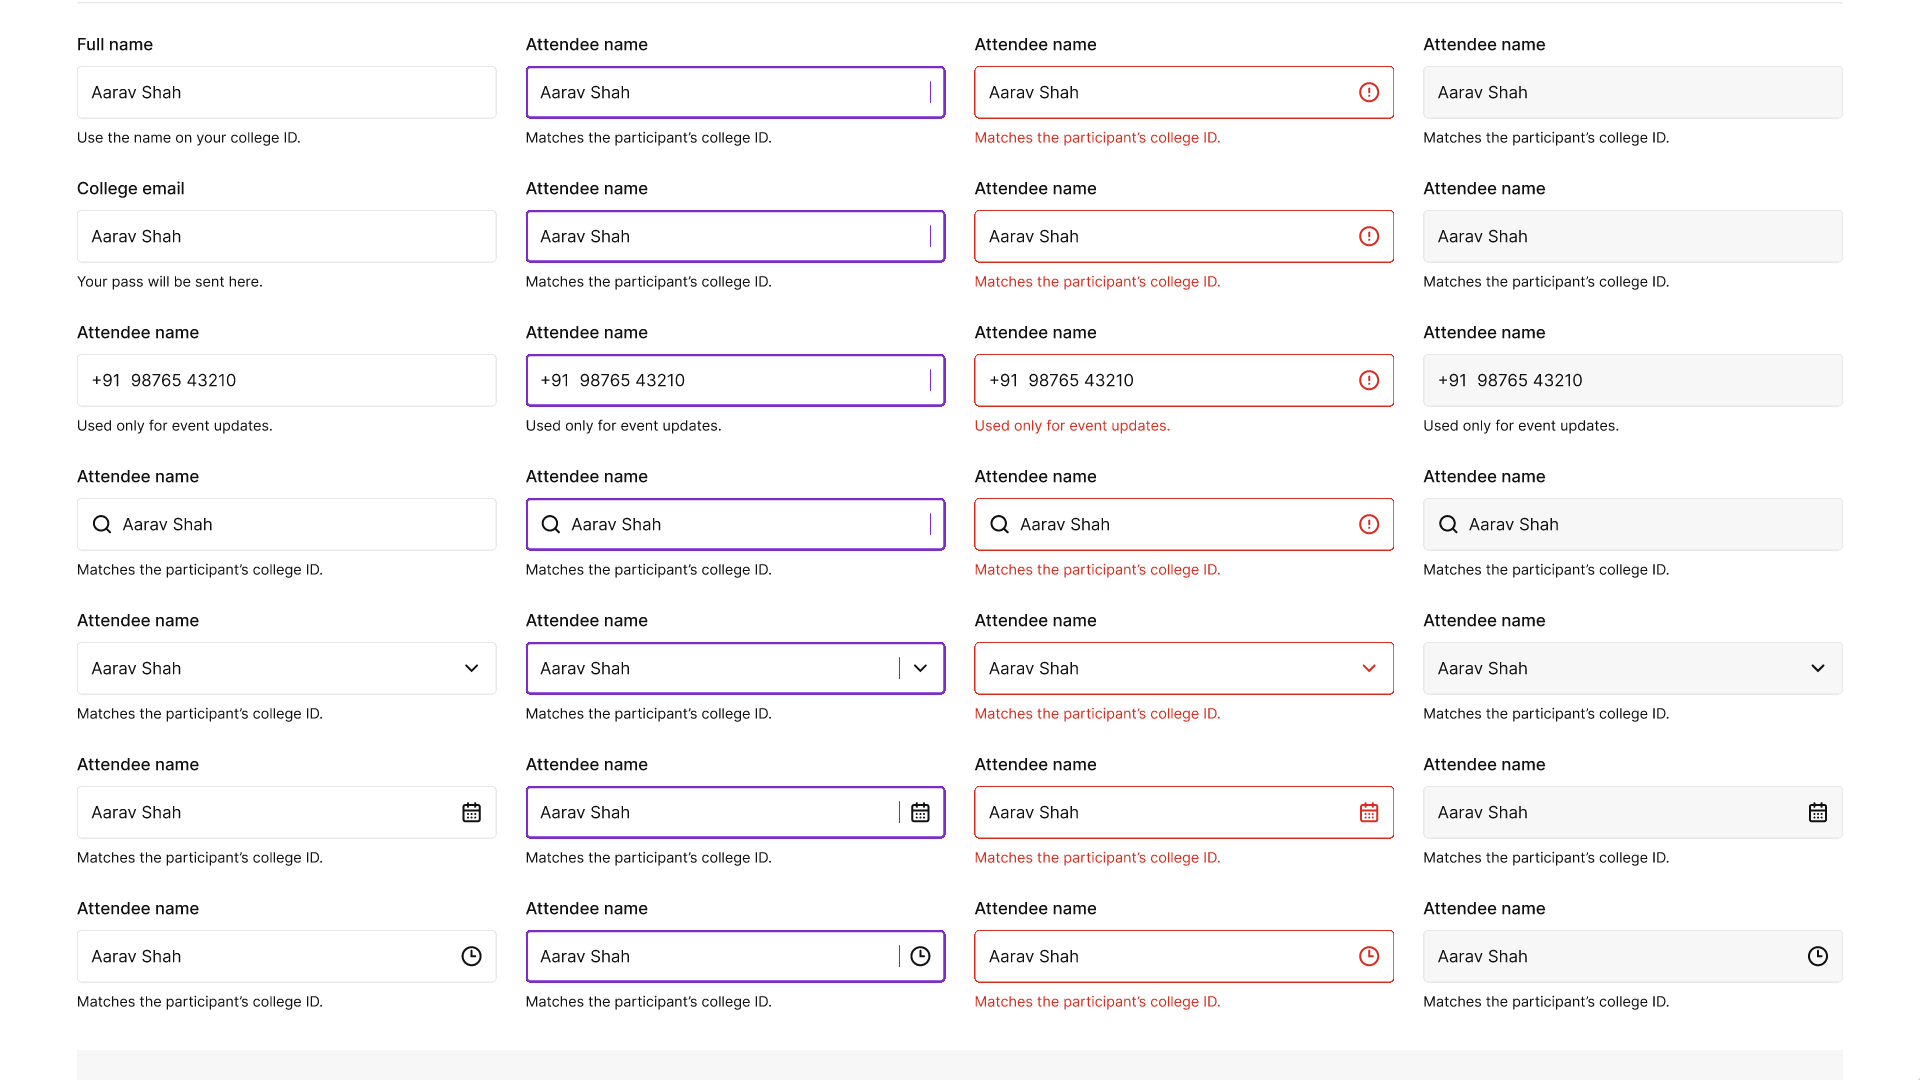 Full name Attendee name Attendee name Attendee name
Aarav Shah Aarav Shah Aarav Shah Aarav Shah
Use the name on your college ID. Matches the participant’s college ID. Matches the participant’s college ID. Matches the participant’s college ID.
College email Attendee name Attendee name Attendee name
Aarav Shah Aarav Shah Aarav Shah Aarav Shah
Your pass will be sent here. Matches the participant’s college ID. Matches the participant’s college ID. Matches the participant’s college ID.
Attendee name Attendee name Attendee name Attendee name
+91 98765 43210 +91 98765 43210 +91 98765 43210 +91 98765 43210
Used only for event updates. Used only for event updates. Used only for event updates. Used only for event updates.
Attendee name Attendee name Attendee name Attendee name
Aarav Shah Aarav Shah Aarav Shah Aarav Shah
Matches the participant’s college ID. Matches the participant’s college ID. Matches the participant’s college ID. Matches the participant’s college ID.
Attendee name Attendee name Attendee name Attendee name
Aarav Shah Aarav Shah Aarav Shah Aarav Shah
Matches the participant’s college ID. Matches the participant’s college ID. Matches the participant’s college ID. Matches the participant’s college ID.
Attendee name Attendee name Attendee name Attendee name
Aarav Shah Aarav Shah Aarav Shah Aarav Shah
Matches the participant’s college ID. Matches the participant’s college ID. Matches the participant’s college ID. Matches the participant’s college ID.
Attendee name Attendee name Attendee name Attendee name
Aarav Shah Aarav Shah Aarav Shah Aarav Shah
Matches the participant’s college ID. Matches the participant’s college ID. Matches the participant’s college ID. Matches the participant’s college ID.